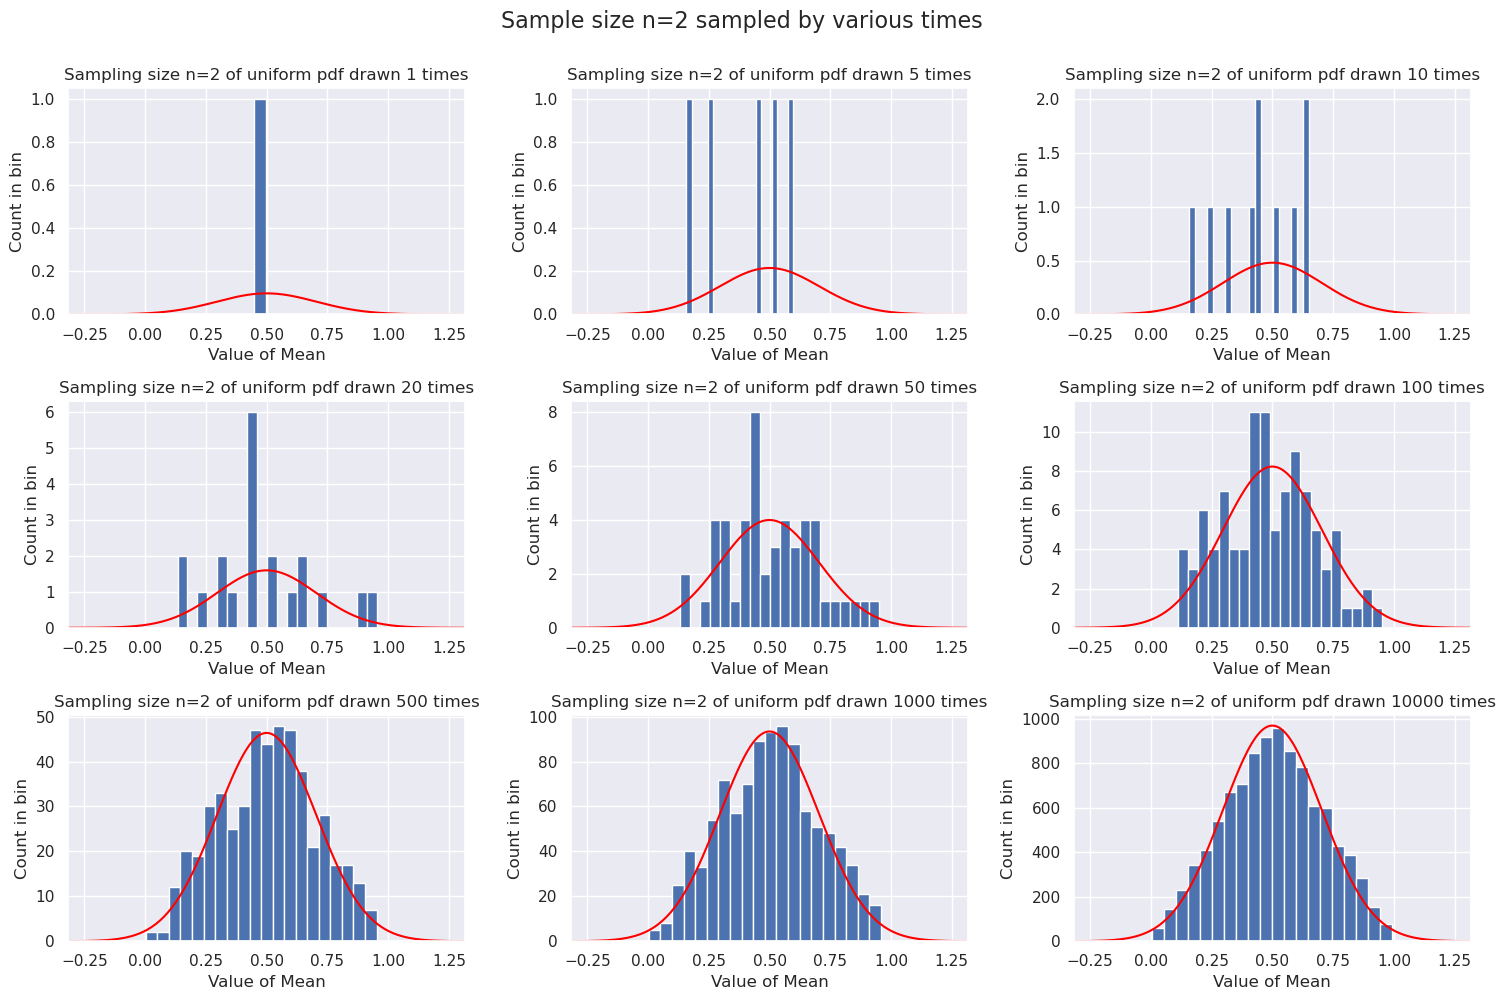 Sample size n=2 sampled by various times
Sampling size n=2 of uniform pdf drawn 1 times
Count in bin
1.0
0.8
0.6
0.4
0.2
0.0
−0.25 0.00 0.25 0.50 0.75 1.00 1.25
Value of Mean
Sampling size n=2 of uniform pdf drawn 5 times
Count in bin
1.0
0.8
0.6
0.4
0.2
0.0
−0.25 0.00 0.25 0.50 0.75 1.00 1.25
Value of Mean
Sampling size n=2 of uniform pdf drawn 10 times
Count in bin
2.0
1.5
1.0
0.5
0.0
−0.25 0.00 0.25 0.50 0.75 1.00 1.25
Value of Mean
Sampling size n=2 of uniform pdf drawn 20 times
Count in bin
6
5
4
3
2
1
0
−0.25 0.00 0.25 0.50 0.75 1.00 1.25
Value of Mean
Sampling size n=2 of uniform pdf drawn 50 times
Count in bin
8
6
4
2
0
−0.25 0.00 0.25 0.50 0.75 1.00 1.25
Value of Mean
Sampling size n=2 of uniform pdf drawn 100 times
Count in bin
10
8
6
4
2
0
−0.25 0.00 0.25 0.50 0.75 1.00 1.25
Value of Mean
Sampling size n=2 of uniform pdf drawn 500 times
Count in bin
50
40
30
20
10
0
−0.25 0.00 0.25 0.50 0.75 1.00 1.25
Value of Mean
Sampling size n=2 of uniform pdf drawn 1000 times
Count in bin
100
80
60
40
20
0
−0.25 0.00 0.25 0.50 0.75 1.00 1.25
Value of Mean
Sampling size n=2 of uniform pdf drawn 10000 times
Count in bin
1000
800
600
400
200
0
−0.25 0.00 0.25 0.50 0.75 1.00 1.25
Value of Mean